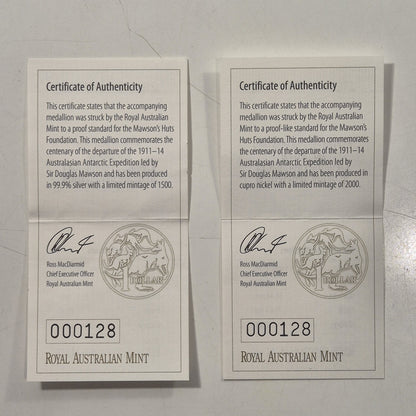 Certificate of Authenticity
This certificate states that the accompanying
medallion was struck by the Royal Australian
Mint to a proof standard for the Mawson's Huts
Foundation. This medallion commemorates
the centenary of the departure of the 1911–14
Australasian Antarctic Expedition led by
Sir Douglas Mawson and has been produced
in 99.9% silver with a limited mintage of 1500.
Ross MacDiarmid
Chief Executive Officer
Royal Australian Mint
1 DOLLAR
000128
ROYAL AUSTRALIAN MINT
Certificate of Authenticity
This certificate states that the accompanying
medallion was struck by the Royal Australian
Mint to a proof-like standard for the Mawson's
Huts Foundation. This medallion commemorates
the centenary of the departure of the 1911–14
Australasian Antarctic Expedition led by
Sir Douglas Mawson and has been produced in
cupro nickel with a limited mintage of 2000.
Ross MacDiarmid
Chief Executive Officer
Royal Australian Mint
1 DOLLAR
000128
ROYAL AUSTRALIAN MINT